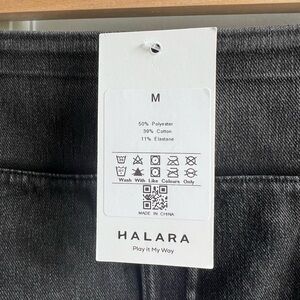 M
50% Polyester
39% Cotton
11% Elastane
Wash With Like Colours Only
MADE IN CHINA
HALARA
Play it My Way